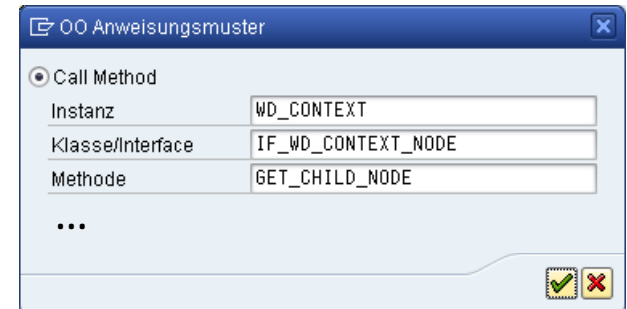 OO Anweisungsmuster
Call Method
Instanz WD_CONTEXT
Klasse/Interface IF_WD_CONTEXT_NODE
Methode GET_CHILD_NODE
...